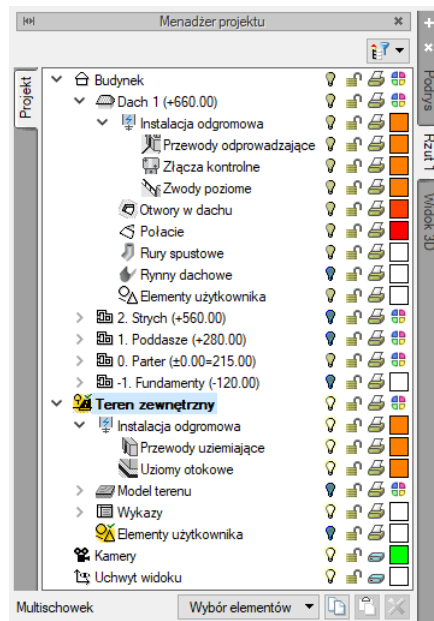 Menadżer projektu
Projekt
Budynek
Dach 1 (+660.00)
Instalacja odgromowa
Przewody odprowadzające
Złącza kontrolne
Zwody poziome
Otwory w dachu
Połacie
Rury spustowe
Rynny dachowe
Elementy użytkownika
2. Strych (+560.00)
1. Poddasze (+280.00)
0. Parter (±0.00=215.00)
-1. Fundamenty (-120.00)
Teren zewnętrzny
Instalacja odgromowa
Przewody uziemiające
Uziomy otokowe
Model terenu
Wykazy
Elementy użytkownika
Kamery
Uchwyt widoku
Multischowek
Wybór elementów
Podrys
Rzut 1
Widok 3D